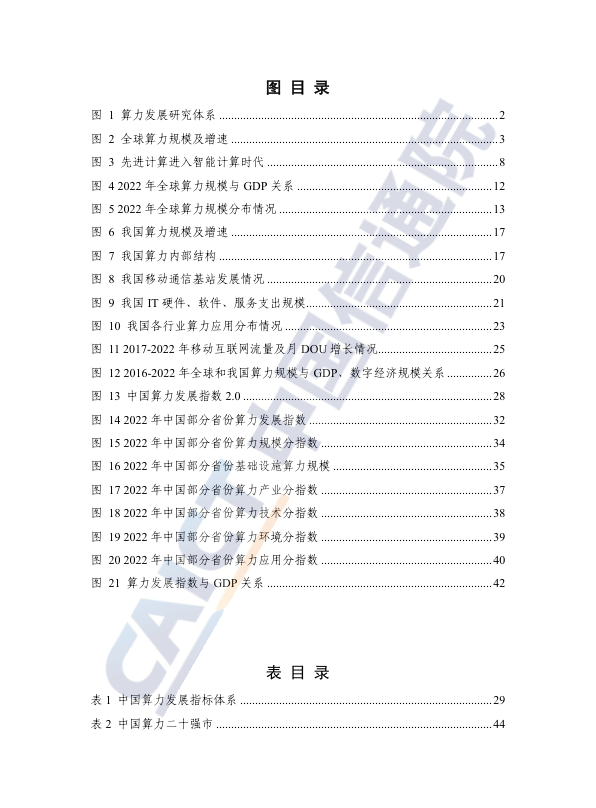 图 目 录
图 1 算力发展研究体系 2
图 2 全球算力规模及增速 3
图 3 先进计算进入智能计算时代 8
图 4 2022 年全球算力规模与 GDP 关系 12
图 5 2022 年全球算力规模分布情况 13
图 6 我国算力规模及增速 17
图 7 我国算力内部结构 17
图 8 我国移动通信基站发展情况 20
图 9 我国 IT 硬件、软件、服务支出规模 21
图 10 我国各行业算力应用分布情况 23
图 11 2017-2022 年移动互联网流量及月 DOU 增长情况 25
图 12 2016-2022 年全球和我国算力规模与 GDP、数字经济规模关系 26
图 13 中国算力发展指数 2.0 28
图 14 2022 年中国部分省份算力发展指数 32
图 15 2022 年中国部分省份算力规模分指数 34
图 16 2022 年中国部分省份基础设施算力规模 35
图 17 2022 年中国部分省份算力产业分指数 37
图 18 2022 年中国部分省份算力技术分指数 38
图 19 2022 年中国部分省份算力环境分指数 39
图 20 2022 年中国部分省份算力应用分指数 40
图 21 算力发展指数与 GDP 关系 42
表 目 录
表 1 中国算力发展指标体系 29
表 2 中国算力二十强市 44
CAICT 中国信通院